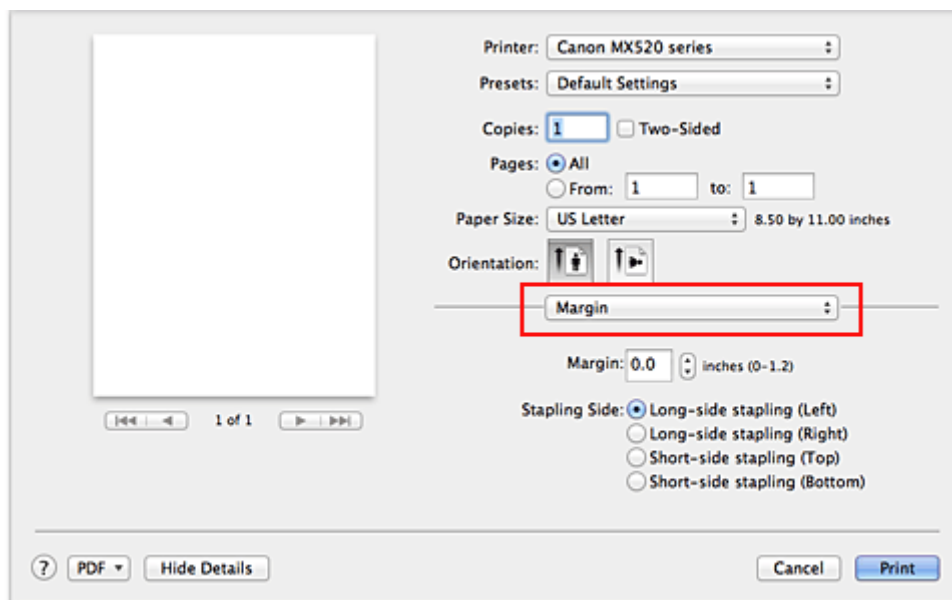 Printer: Canon MX520 series
Presets: Default Settings
Copies: 1 Two-Sided
Pages: All
From: 1 to: 1
Paper Size: US Letter 8.50 by 11.00 inches
Orientation:
Margin
Margin: 0.0 inches (0-1.2)
1 of 1
Stapling Side: Long-side stapling (Left)
Long-side stapling (Right)
Short-side stapling (Top)
Short-side stapling (Bottom)
? PDF Hide Details Cancel Print